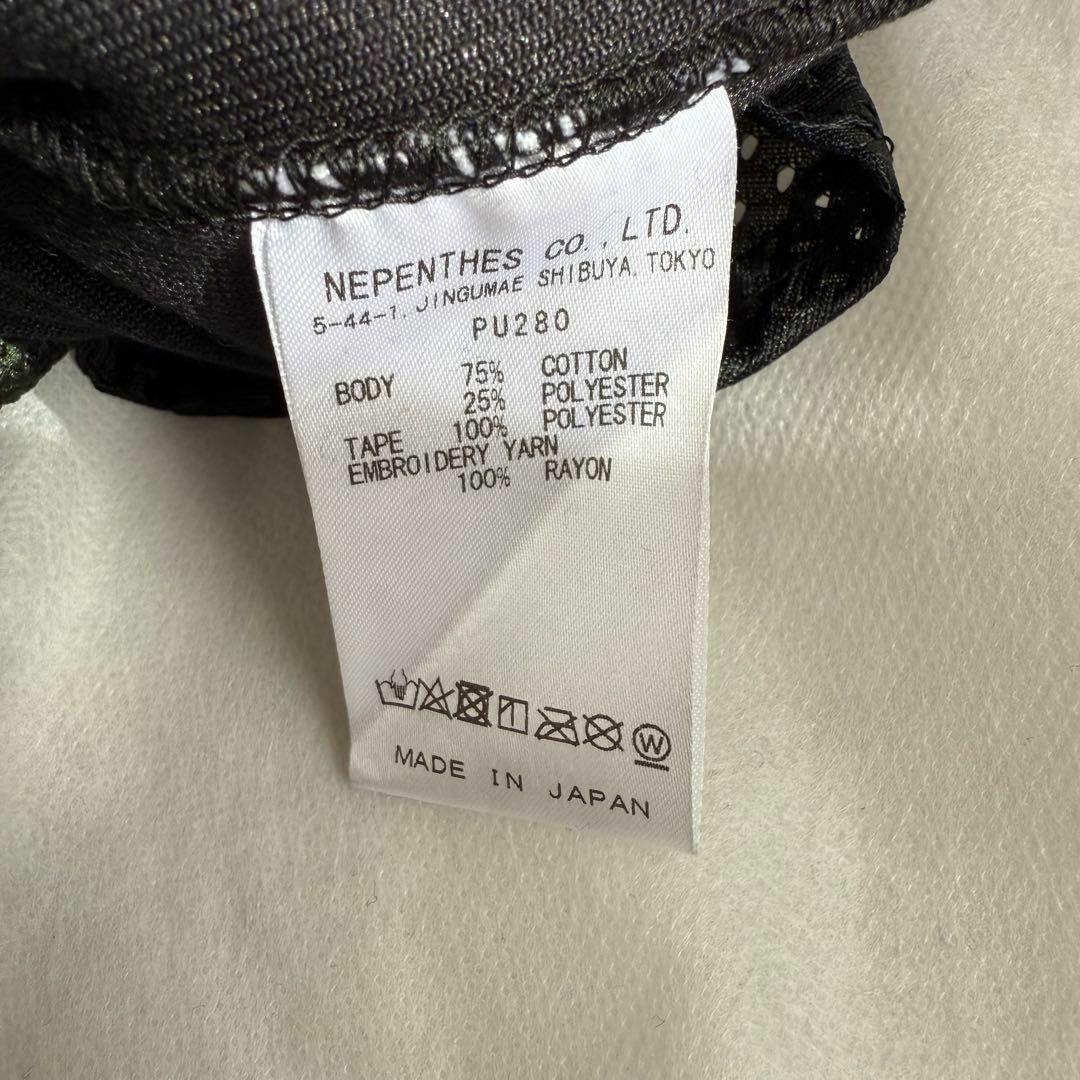 NEPENTHES CO., LTD.
5-44-1, JINGUMAE SHIBUYA, TOKYO
PU280
BODY 75% COTTON
25% POLYESTER
TAPE 100% POLYESTER
EMBROIDERY YARN
100% RAYON
W
MADE IN JAPAN